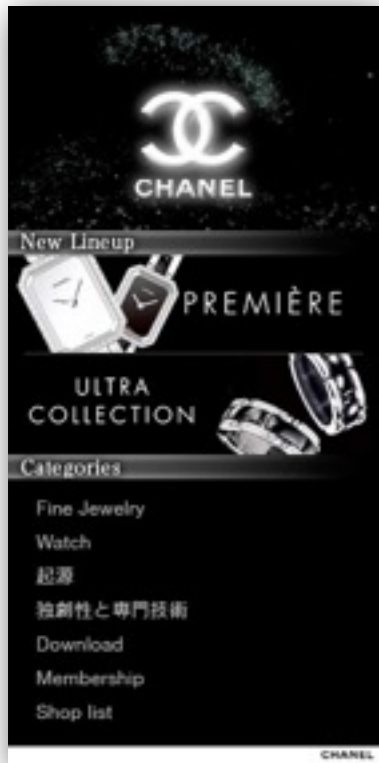 CHANEL
New Lineup
PREMIÈRE
ULTRA
COLLECTION
Categories
Fine Jewelry
Watch
起源
独創性と専門技術
Download
Membership
Shop list
CHANEL